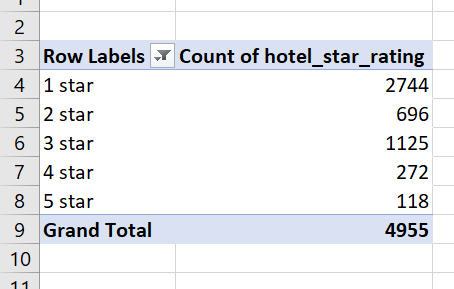 1
2
3 Row Labels Count of hotel_star_rating
4 1 star 2744
5 2 star 696
6 3 star 1125
7 4 star 272
8 5 star 118
9 Grand Total 4955
10
11